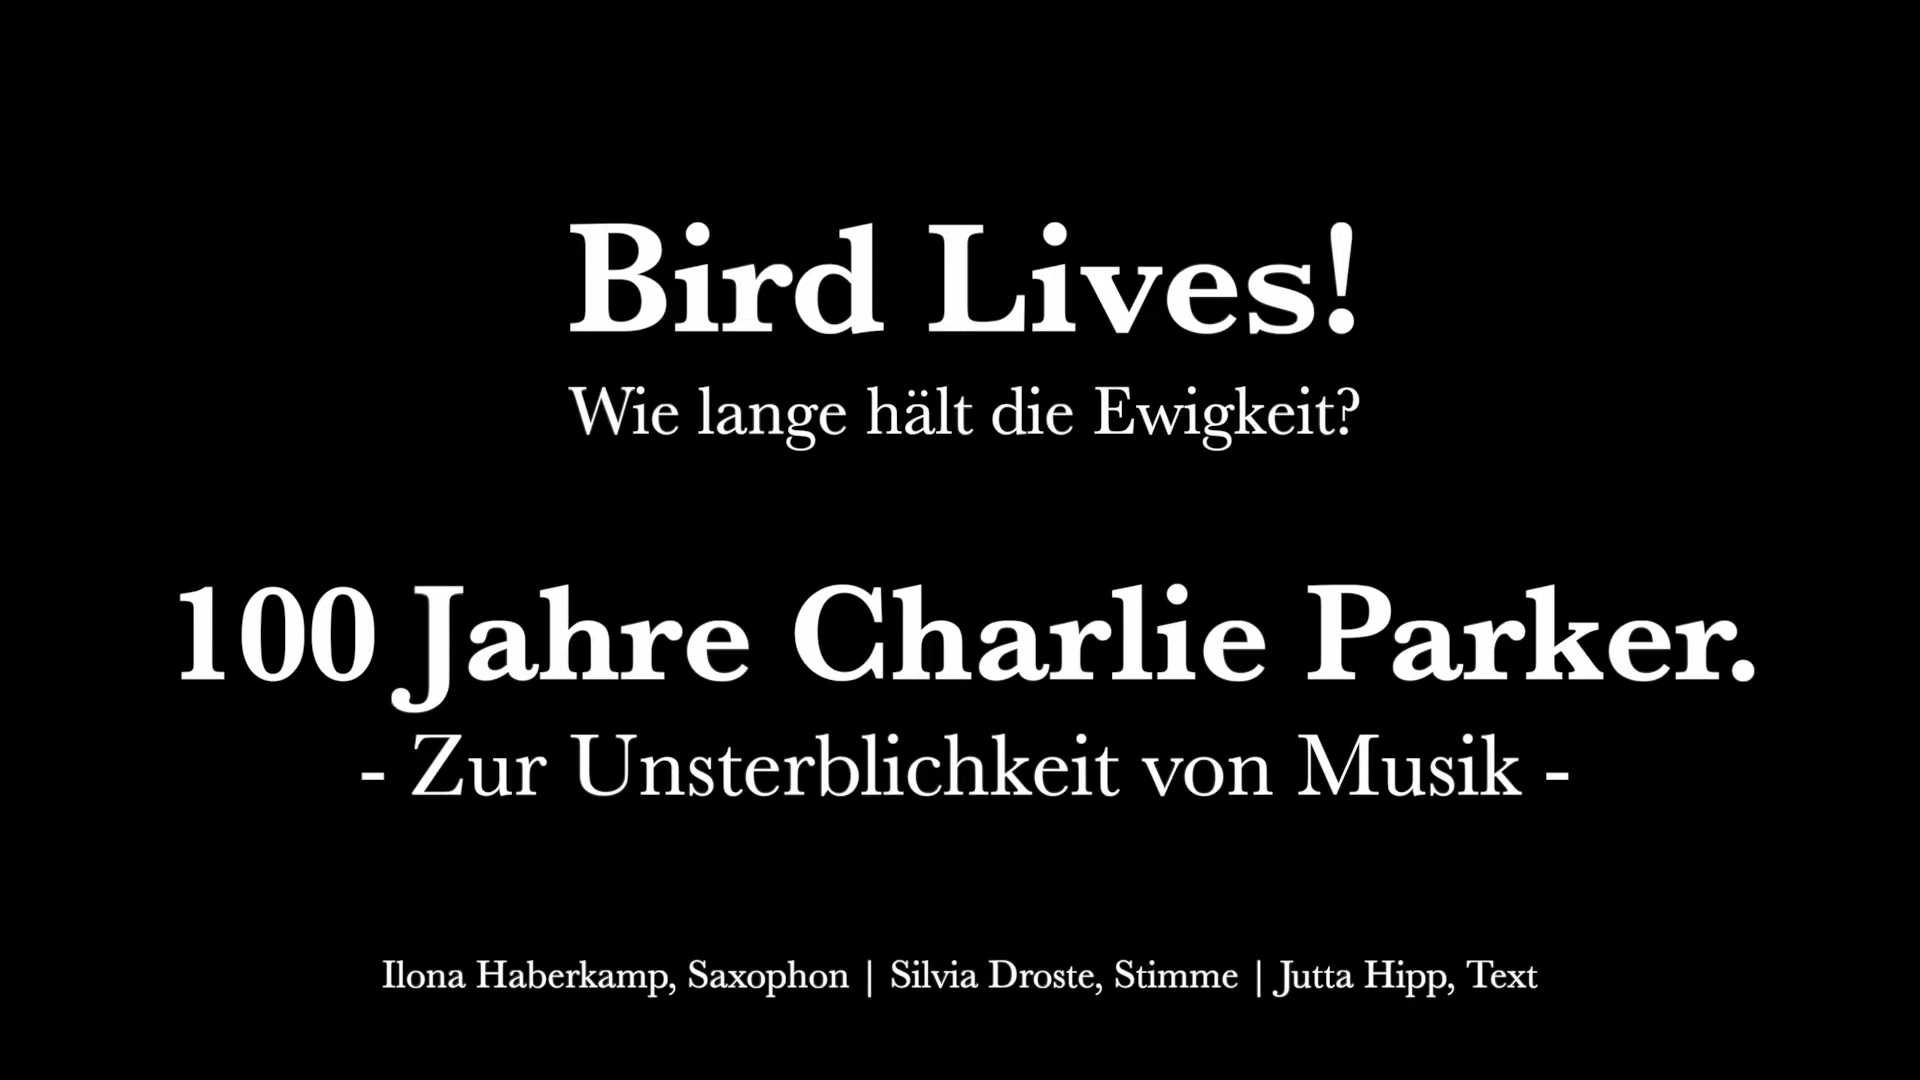 Bird Lives!
Wie lange hält die Ewigkeit?
100 Jahre Charlie Parker.
- Zur Unsterblichkeit von Musik -
Ilona Haberkamp, Saxophon | Silvia Droste, Stimme | Jutta Hipp, Text